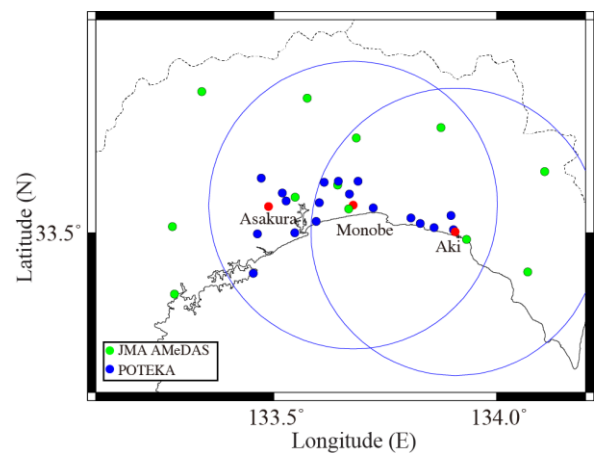 Latitude (N)
33.5°
Asakura
Monobe
Aki
JMA AMeDAS
POTEKA
133.5°
134.0°
Longitude (E)